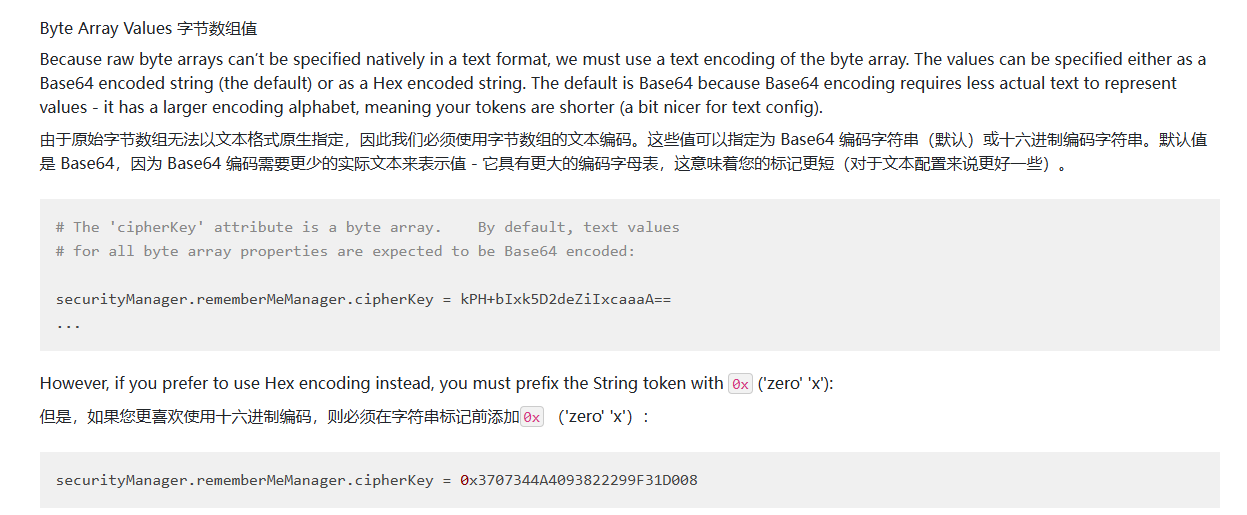 Byte Array Values 字节数组值
Because raw byte arrays can’t be specified natively in a text format, we must use a text encoding of the byte array. The values can be specified either as a
Base64 encoded string (the default) or as a Hex encoded string. The default is Base64 because Base64 encoding requires less actual text to represent
values - it has a larger encoding alphabet, meaning your tokens are shorter (a bit nicer for text config).
由于原始字节数组无法以文本格式原生指定，因此我们必须使用字节数组的文本编码。这些值可以指定为 Base64 编码字符串（默认）或十六进制编码字符串。默认值
是 Base64，因为 Base64 编码需要更少的实际文本来表示值 - 它具有更大的编码字母表，这意味着您的标记更短（对于文本配置来说更好一些）。
# The 'cipherKey' attribute is a byte array.    By default, text values
# for all byte array properties are expected to be Base64 encoded:
securityManager.rememberMeManager.cipherKey = kPH+bIxk5D2deZiIxcaaaA==
...
However, if you prefer to use Hex encoding instead, you must prefix the String token with 0x ('zero' 'x'):
但是，如果您更喜欢使用十六进制编码，则必须在字符串标记前添加0x （'zero' 'x'）：
securityManager.rememberMeManager.cipherKey = 0x3707344A4093822299F31D008